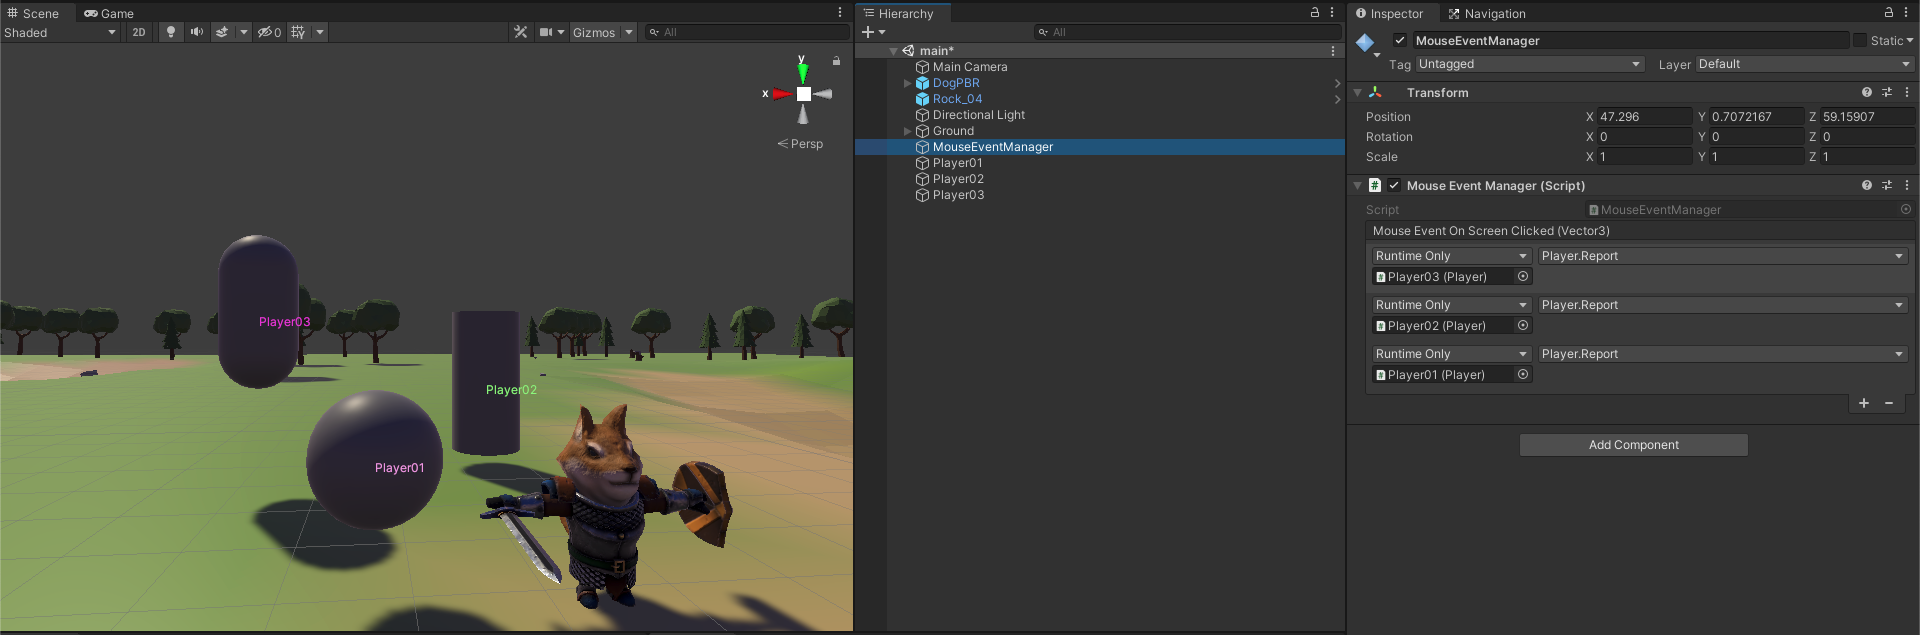 Scene Game
Shaded 2D 0 Gizmos All
y
x
Persp
Player03
Player02
Player01
Hierarchy
All
main*
Main Camera
DogPBR
Rock_04
Directional Light
Ground
MouseEventManager
Player01
Player02
Player03
Inspector Navigation
MouseEventManager Static
Tag Untagged Layer Default
Transform
Position X 47.296 Y 0.7072167 Z 59.15907
Rotation X 0 Y 0 Z 0
Scale X 1 Y 1 Z 1
# Mouse Event Manager (Script)
Script MouseEventManager
Mouse Event On Screen Clicked (Vector3)
Runtime Only Player.Report
Player03 (Player)
Runtime Only Player.Report
Player02 (Player)
Runtime Only Player.Report
Player01 (Player)
+ −
Add Component